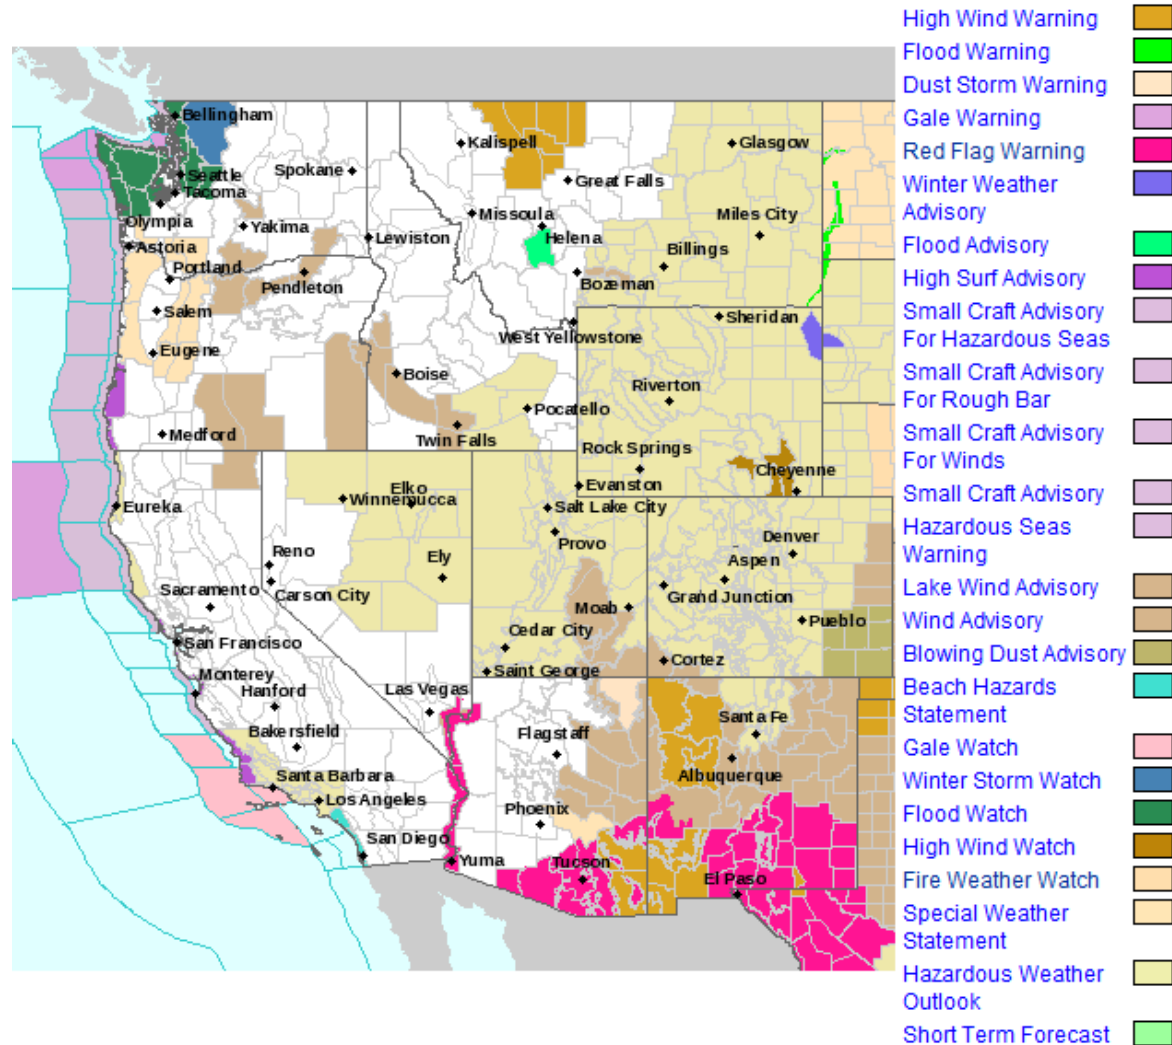 High Wind Warning
Flood Warning
Dust Storm Warning
Gale Warning
Red Flag Warning
Winter Weather
Advisory
Flood Advisory
High Surf Advisory
Small Craft Advisory
For Hazardous Seas
Small Craft Advisory
For Rough Bar
Small Craft Advisory
For Winds
Small Craft Advisory
Hazardous Seas
Warning
Lake Wind Advisory
Wind Advisory
Blowing Dust Advisory
Beach Hazards
Statement
Gale Watch
Winter Storm Watch
Flood Watch
High Wind Watch
Fire Weather Watch
Special Weather
Statement
Hazardous Weather
Outlook
Short Term Forecast
Bellingham
Kalispell
Glasgow
Seattle
Spokane
Great Falls
Tacoma
Olympia
Missoula
Miles City
Yakima
Lewiston
Helena
Astoria
Billings
Portland
Pendleton
Bozeman
Salem
Sheridan
West Yellowstone
Eugene
Boise
Riverton
Pocatello
Medford
Twin Falls
Rock Springs
Cheyenne
Evanston
Elko
Winnemucca
Eureka
Salt Lake City
Provo
Denver
Reno
Ely
Aspen
Sacramento
Carson City
Grand Junction
Moab
Pueblo
San Francisco
Cedar City
Cortez
Saint George
Monterey
Hanford
Las Vegas
Santa Fe
Bakersfield
Flagstaff
Albuquerque
Santa Barbara
Los Angeles
Phoenix
San Diego
Yuma
Tucson
El Paso